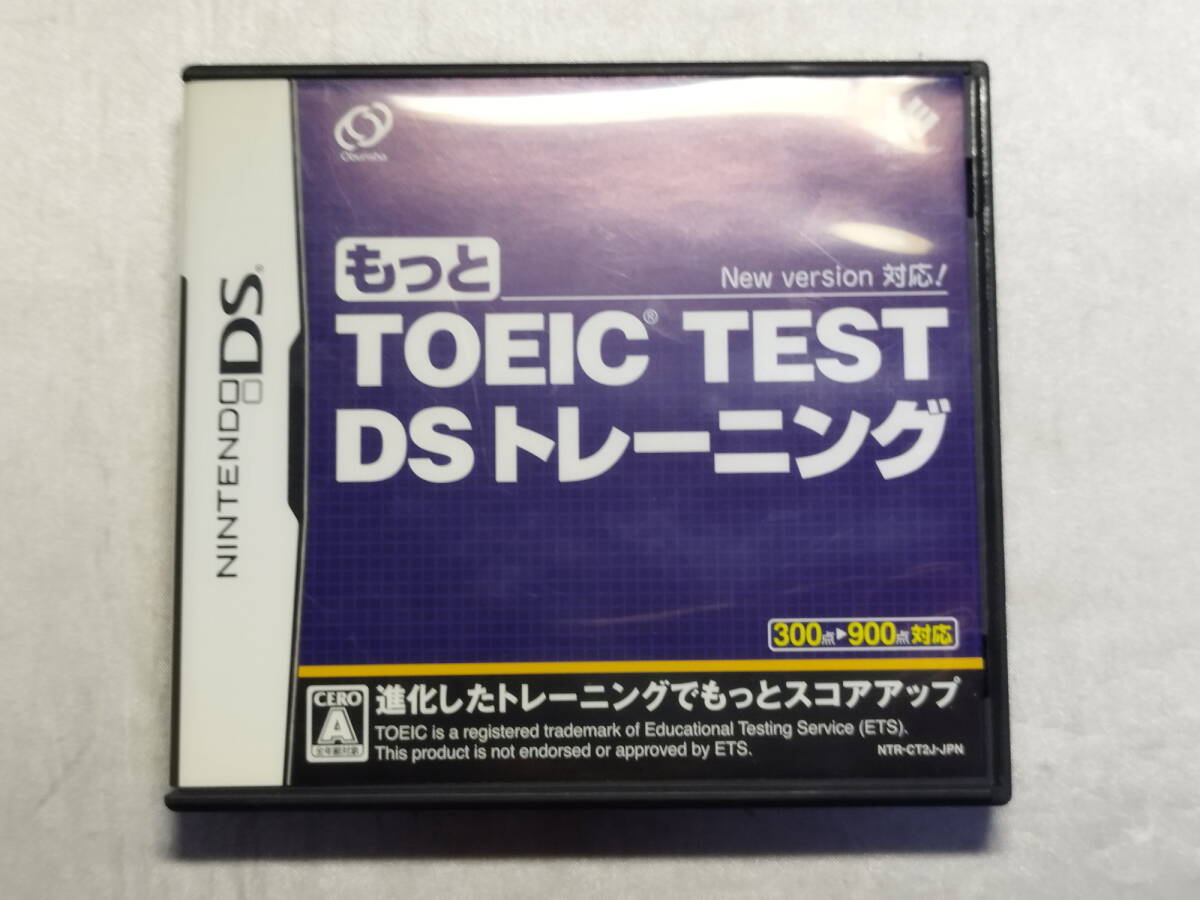 Obunsha
NINTENDO DS®
もっと
New version 対応!
TOEIC® TEST
DSトレーニング
300点▶900点対応
CERO
A
全年齢対象
進化したトレーニングでもっとスコアアップ
TOEIC is a registered trademark of Educational Testing Service (ETS).
This product is not endorsed or approved by ETS.
NTR-CT2J-JPN